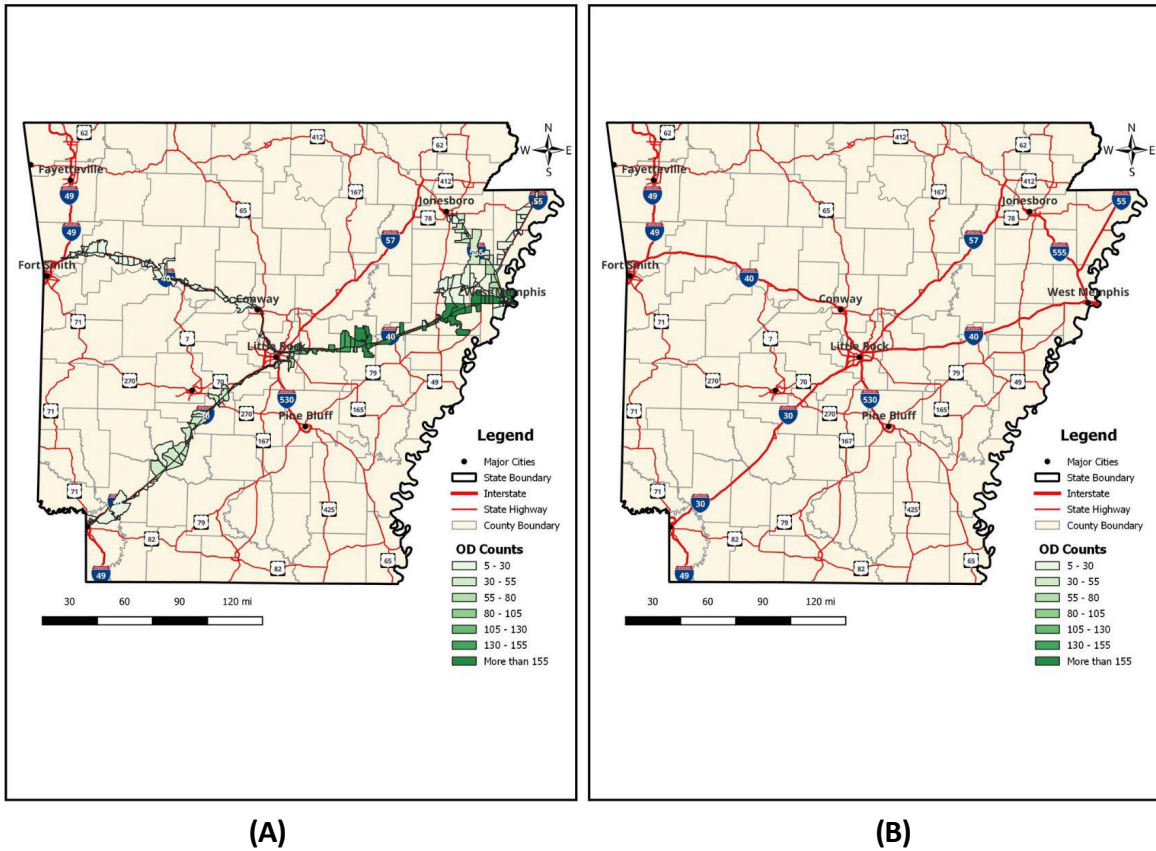 62
412
62
N
W E
S
Fayetteville
412
55
167
Jonesboro
49
65
78
49
57
Fort Smith
40
Conway
West Memphis
71
Little Rock
40
7
79
270
70
49
530
71
270
165
Pine Bluff
167
Legend
Major Cities
71
State Boundary
Interstate
425
State Highway
79
County Boundary
82
OD Counts
82
65
49
5 - 30
30 - 55
30 60 90 120 mi
55 - 80
80 - 105
105 - 130
130 - 155
More than 155
(A)
62
412
62
N
W E
S
Fayetteville
412
55
167
Jonesboro
49
65
78
49
57
555
Fort Smith
40
Conway
West Memphis
71
Little Rock
40
7
79
270
70
49
530
71
30
270
165
Pine Bluff
167
Legend
Major Cities
71
State Boundary
30
Interstate
425
State Highway
79
County Boundary
82
OD Counts
82
65
49
5 - 30
30 - 55
30 60 90 120 mi
55 - 80
80 - 105
105 - 130
130 - 155
More than 155
(B)